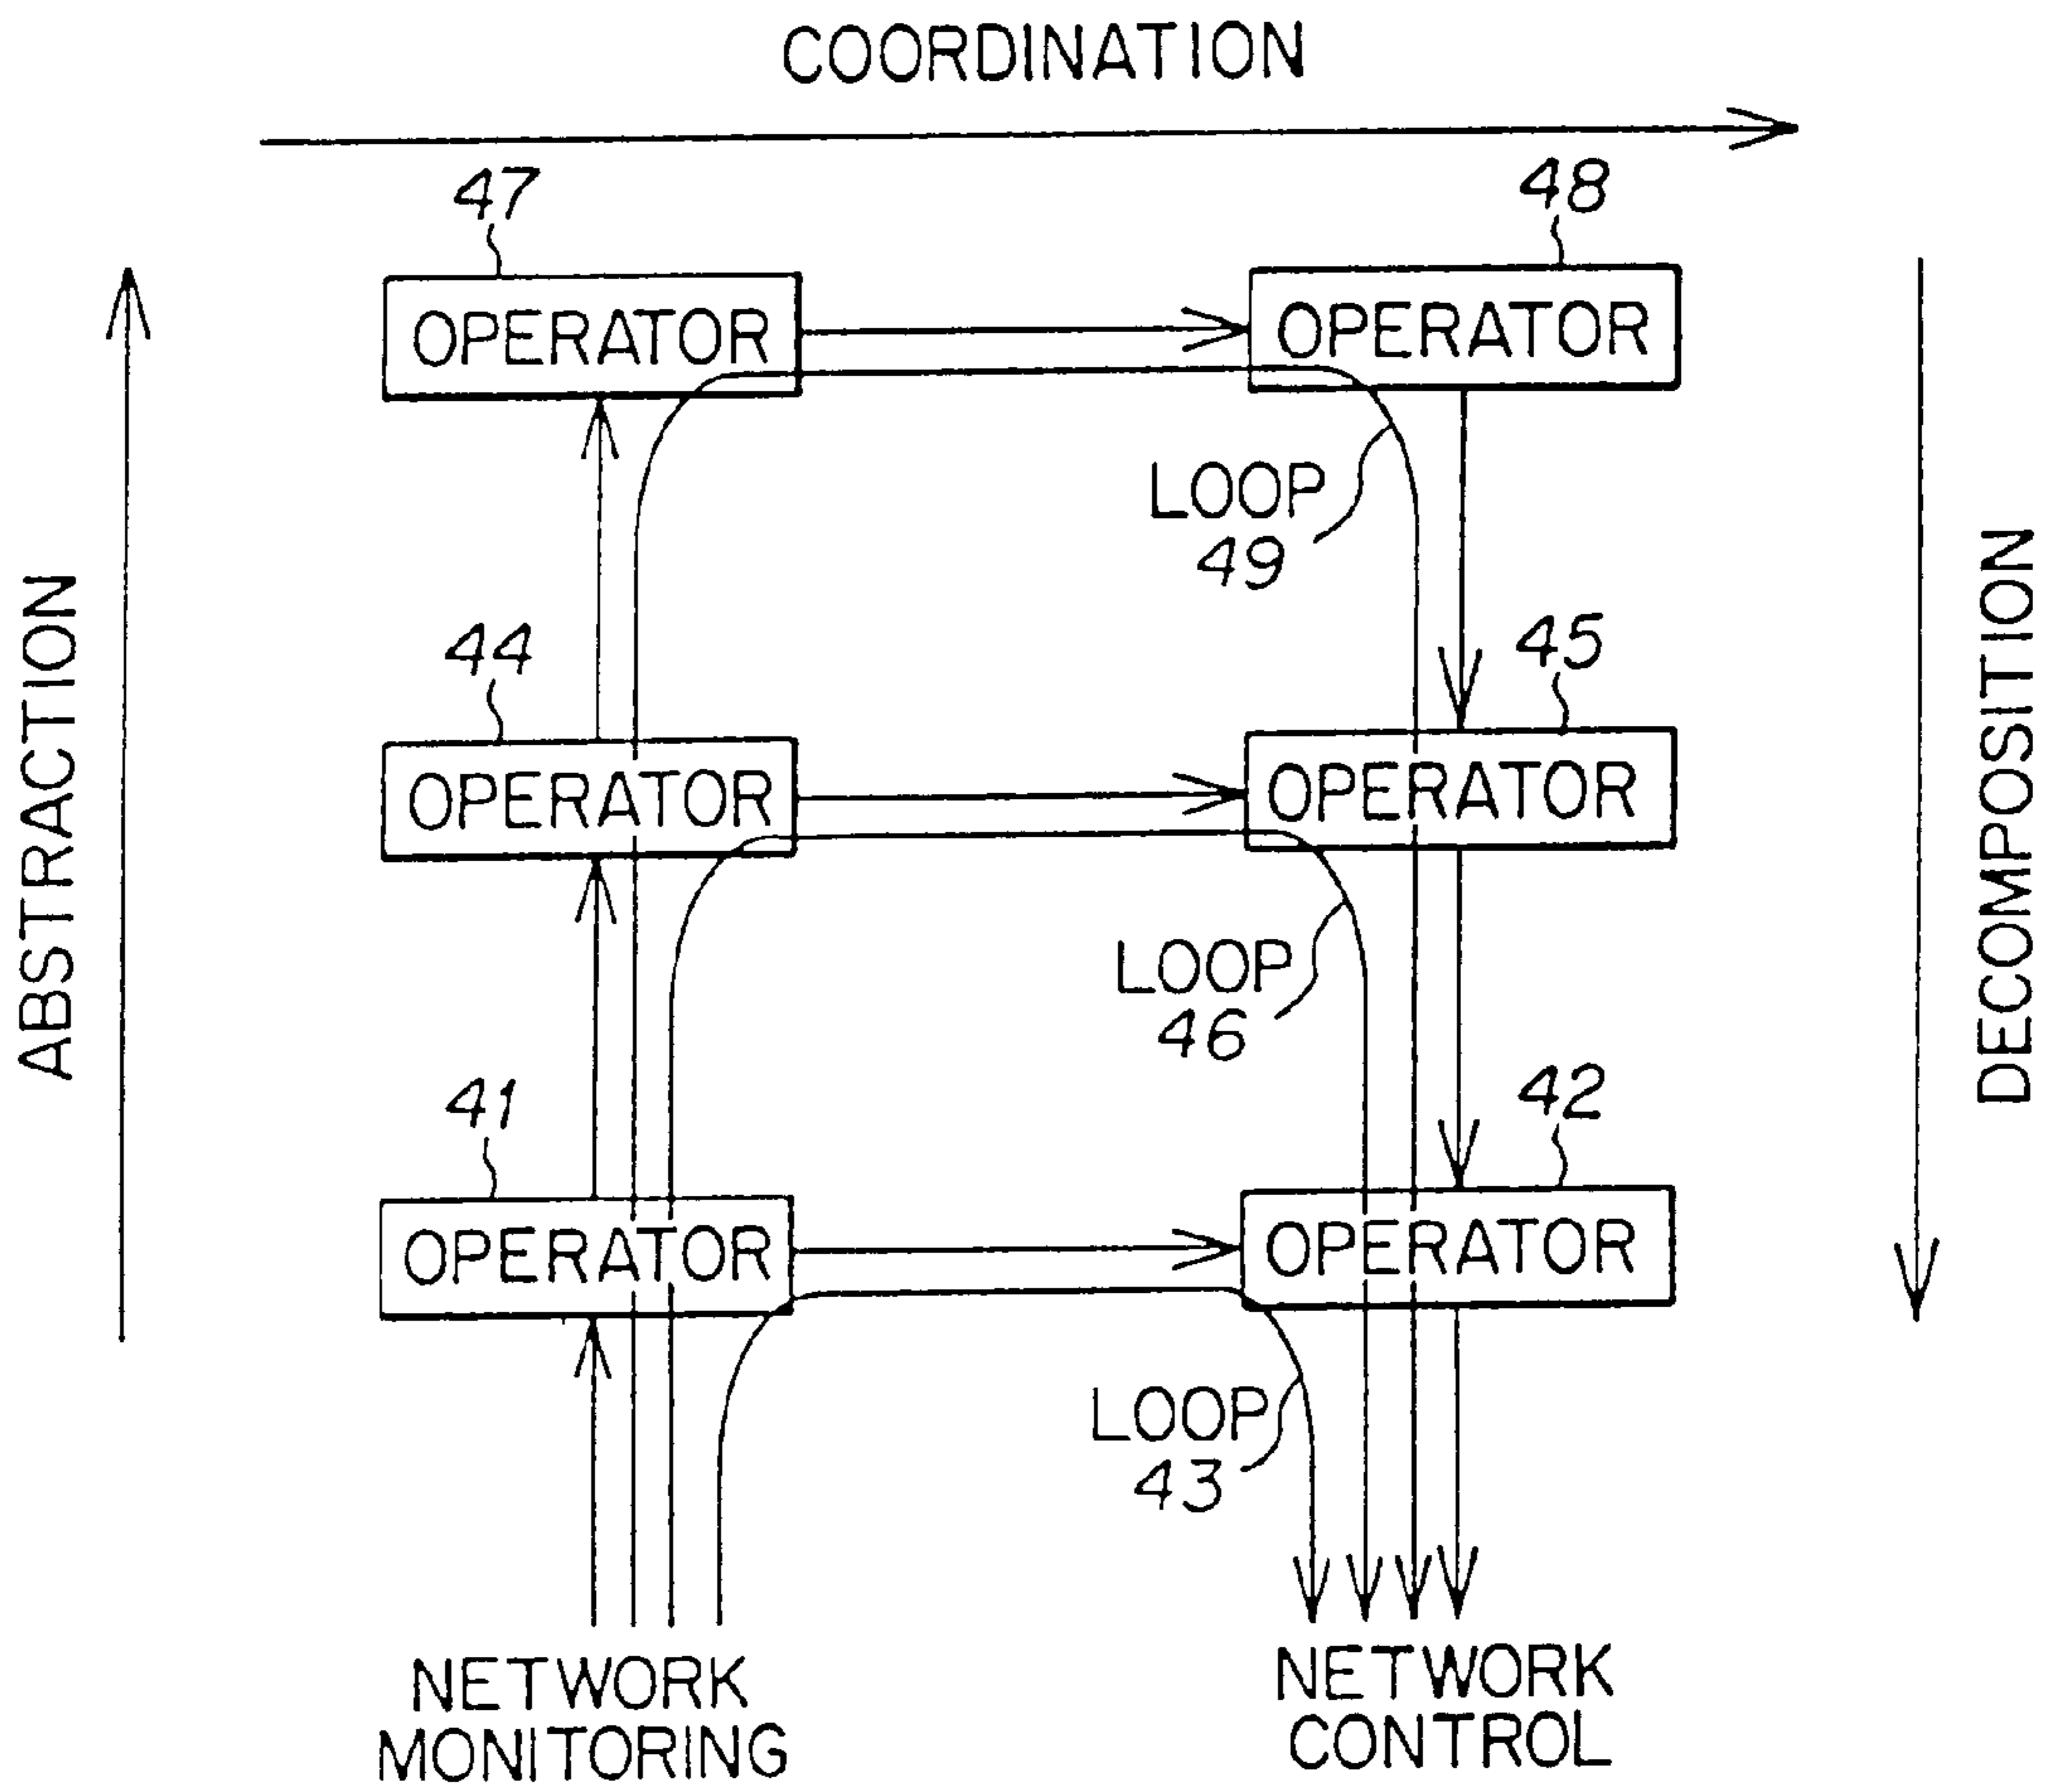 COORDINATION
47
48
OPERATOR
OPERATOR
LOOP
49
ABSTRACTION
DECOMPOSITION
44
45
OPERATOR
OPERATOR
LOOP
46
41
42
OPERATOR
OPERATOR
LOOP
43
NETWORK
MONITORING
NETWORK
CONTROL